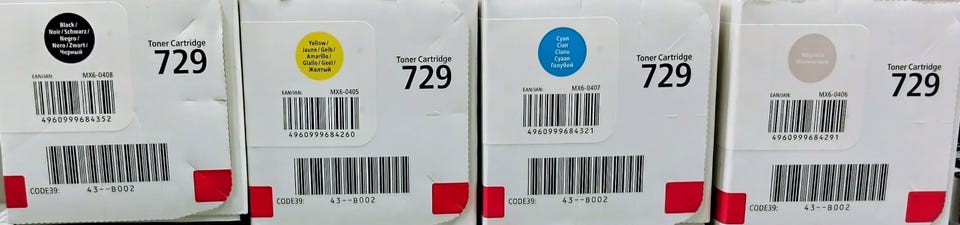 Black /
Noir / Schwarz /
Negro /
Nero / Zwart /
Чёрный
Toner Cartridge
729
EAN/JAN:
MX6-0408
4960999684352
CODE39:
43--B002
Yellow /
Jaune / Gelb /
Amarillo /
Giallo / Geel /
Жёлтый
Toner Cartridge
729
EAN/JAN:
MX6-0405
4960999684260
CODE39:
43--B002
Cyan
Cian
Ciano
Cyaan
Голубой
Toner Cartridge
729
EAN/JAN:
MX6-0407
4960999684321
CODE39:
43--B002
Magenta
Toner Cartridge
729
EAN/JAN:
MX6-0406
4960999684291
CODE39:
43--B002